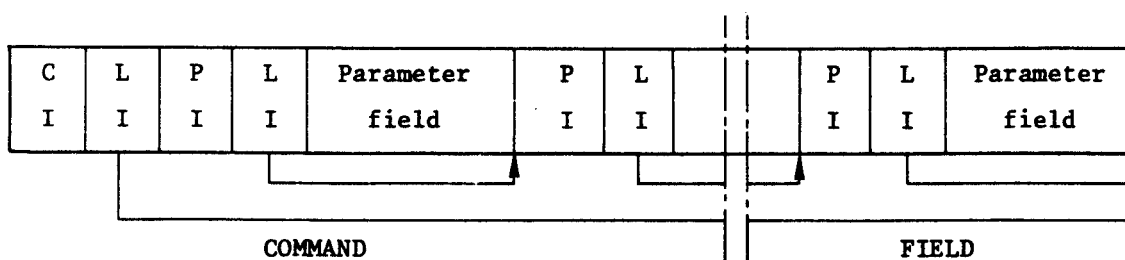 C L P L Parameter P L P L Parameter
I I I I field I I I I field
COMMAND FIELD